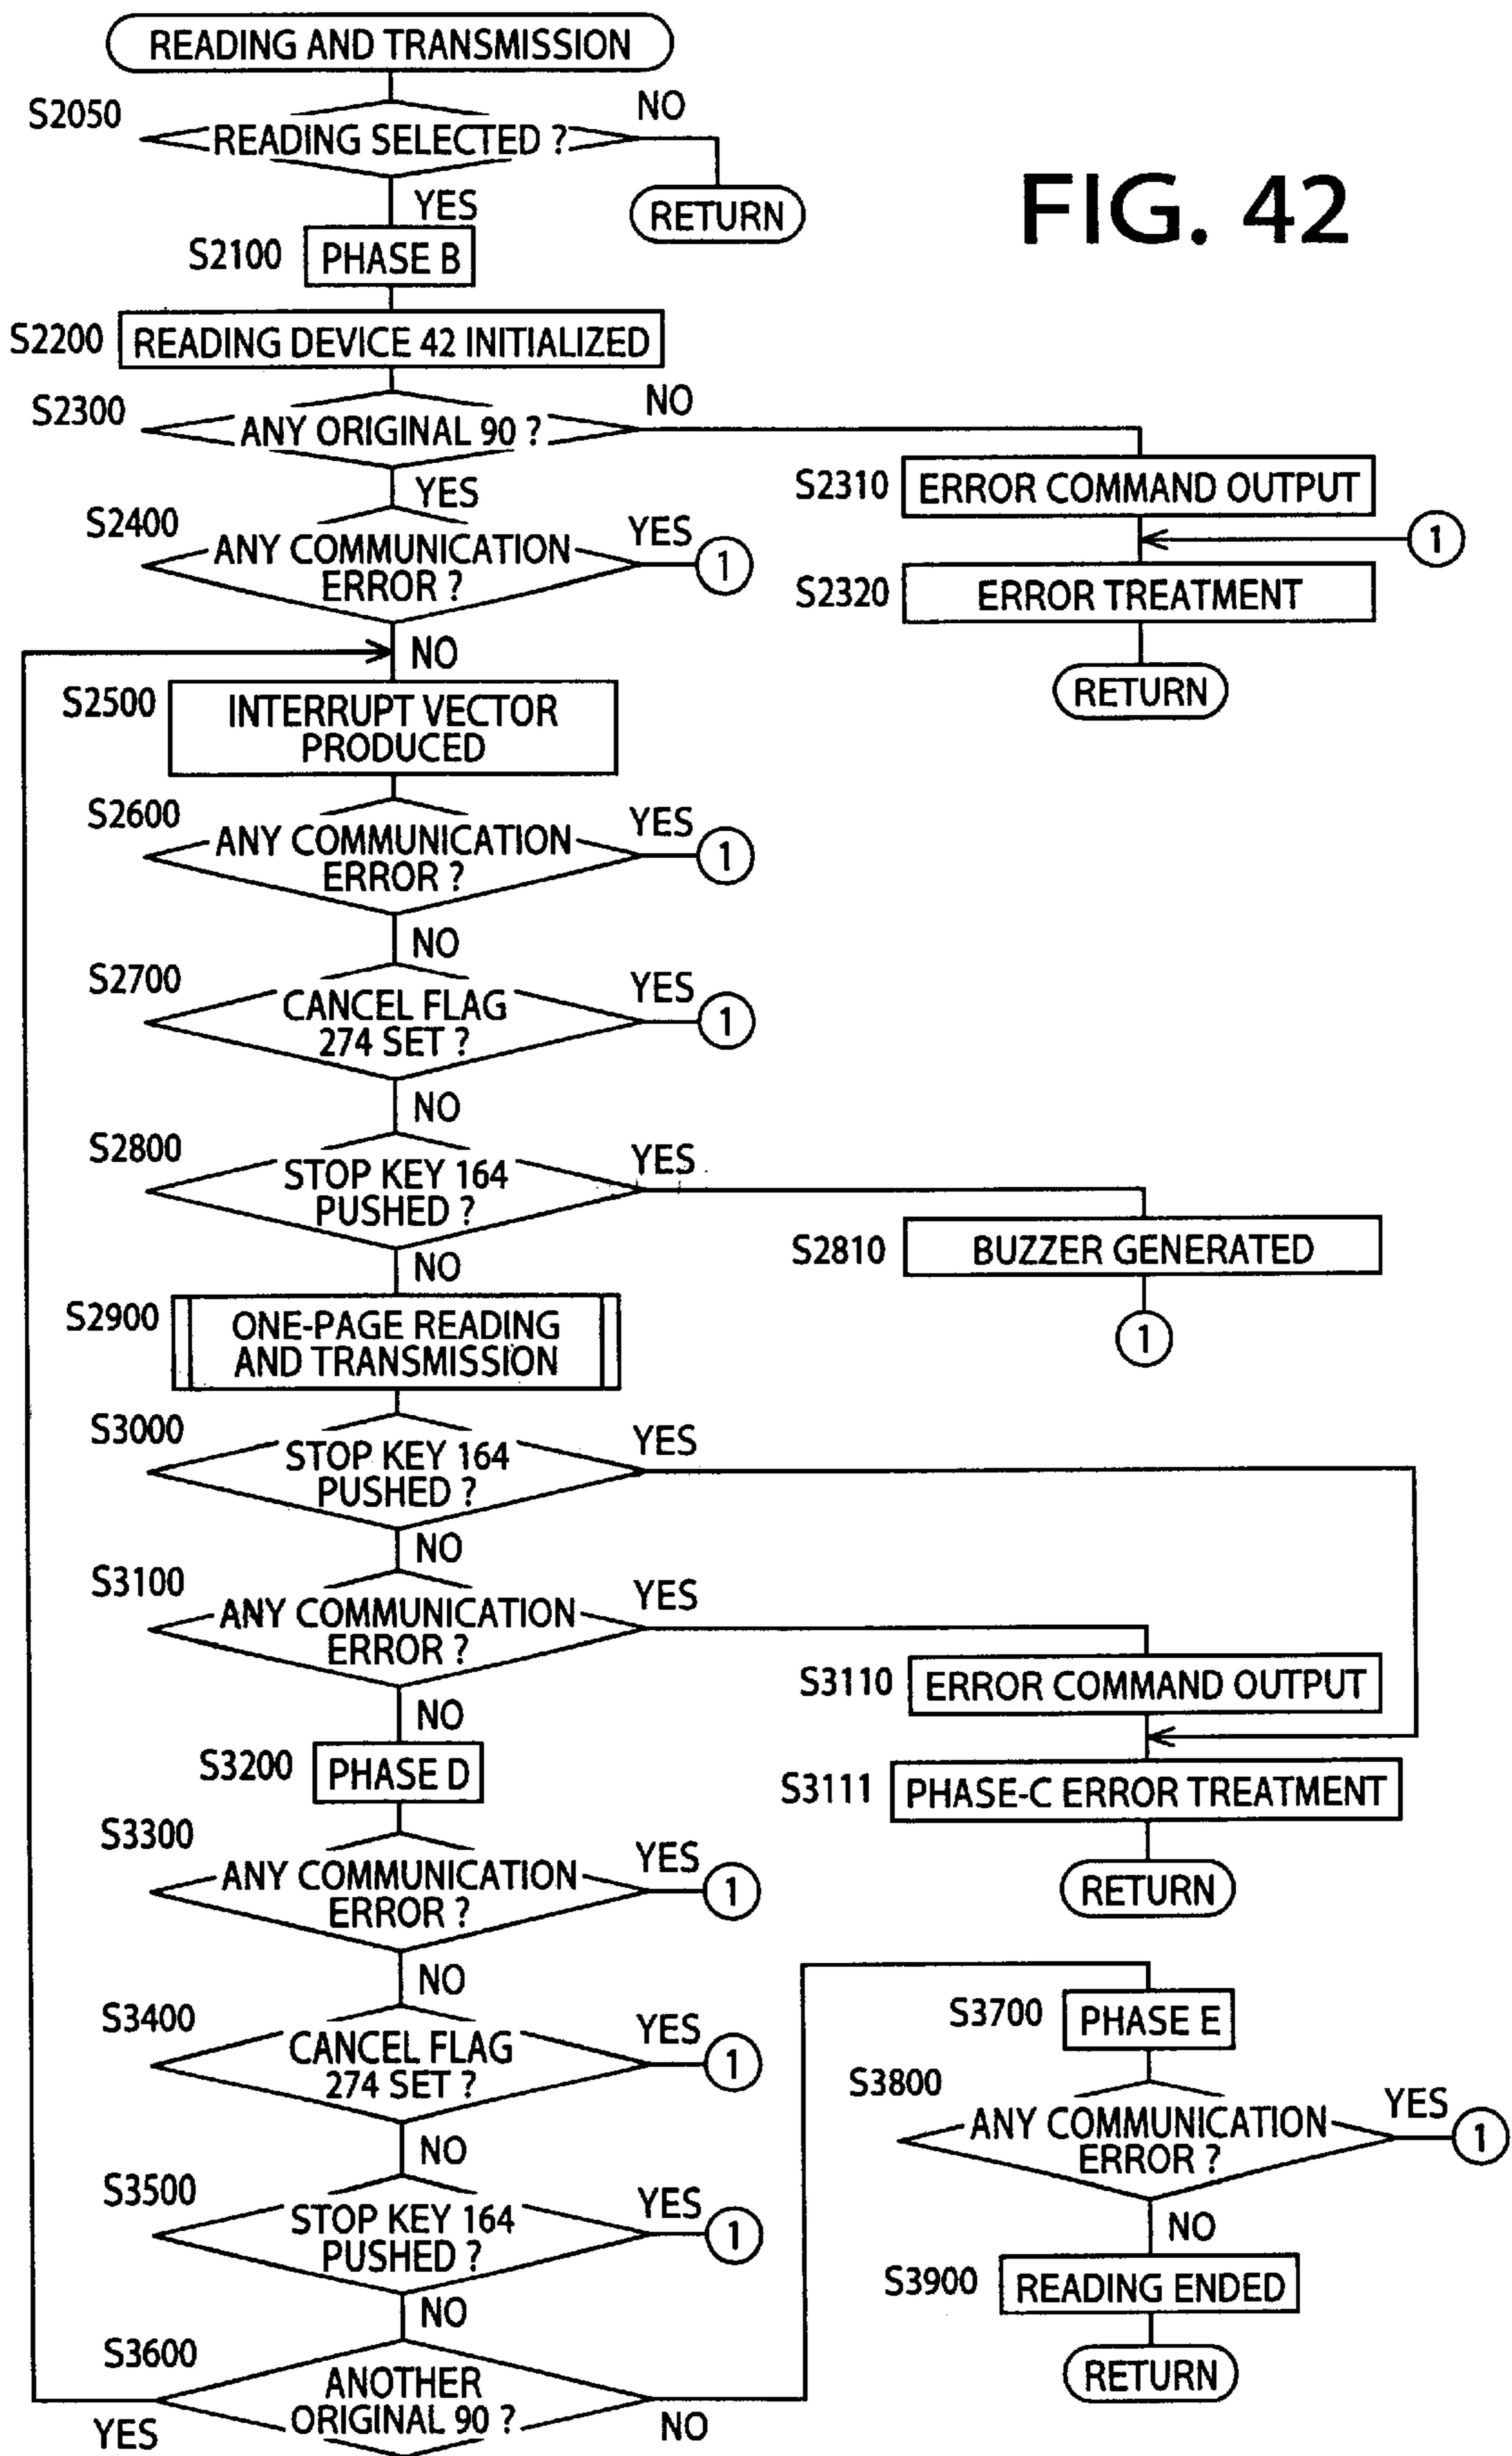 READING AND TRANSMISSION
S2050
READING SELECTED ?
NO
RETURN
FIG. 42
YES
S2100
PHASE B
S2200
READING DEVICE 42 INITIALIZED
S2300
ANY ORIGINAL 90 ?
NO
YES
S2310
ERROR COMMAND OUTPUT
1
S2320
ERROR TREATMENT
RETURN
S2400
ANY COMMUNICATION
ERROR ?
YES
1
NO
S2500
INTERRUPT VECTOR
PRODUCED
S2600
ANY COMMUNICATION
ERROR ?
YES
1
NO
S2700
CANCEL FLAG
274 SET ?
YES
1
NO
S2800
STOP KEY 164
PUSHED ?
YES
S2810
BUZZER GENERATED
1
NO
S2900
ONE-PAGE READING
AND TRANSMISSION
S3000
STOP KEY 164
PUSHED ?
YES
NO
S3100
ANY COMMUNICATION
ERROR ?
YES
S3110
ERROR COMMAND OUTPUT
S3111
PHASE-C ERROR TREATMENT
RETURN
NO
S3200
PHASE D
S3300
ANY COMMUNICATION
ERROR ?
YES
1
NO
S3400
CANCEL FLAG
274 SET ?
YES
1
NO
S3500
STOP KEY 164
PUSHED ?
YES
1
NO
S3600
ANOTHER
ORIGINAL 90 ?
YES
NO
S3700
PHASE E
S3800
ANY COMMUNICATION
ERROR ?
YES
1
NO
S3900
READING ENDED
RETURN